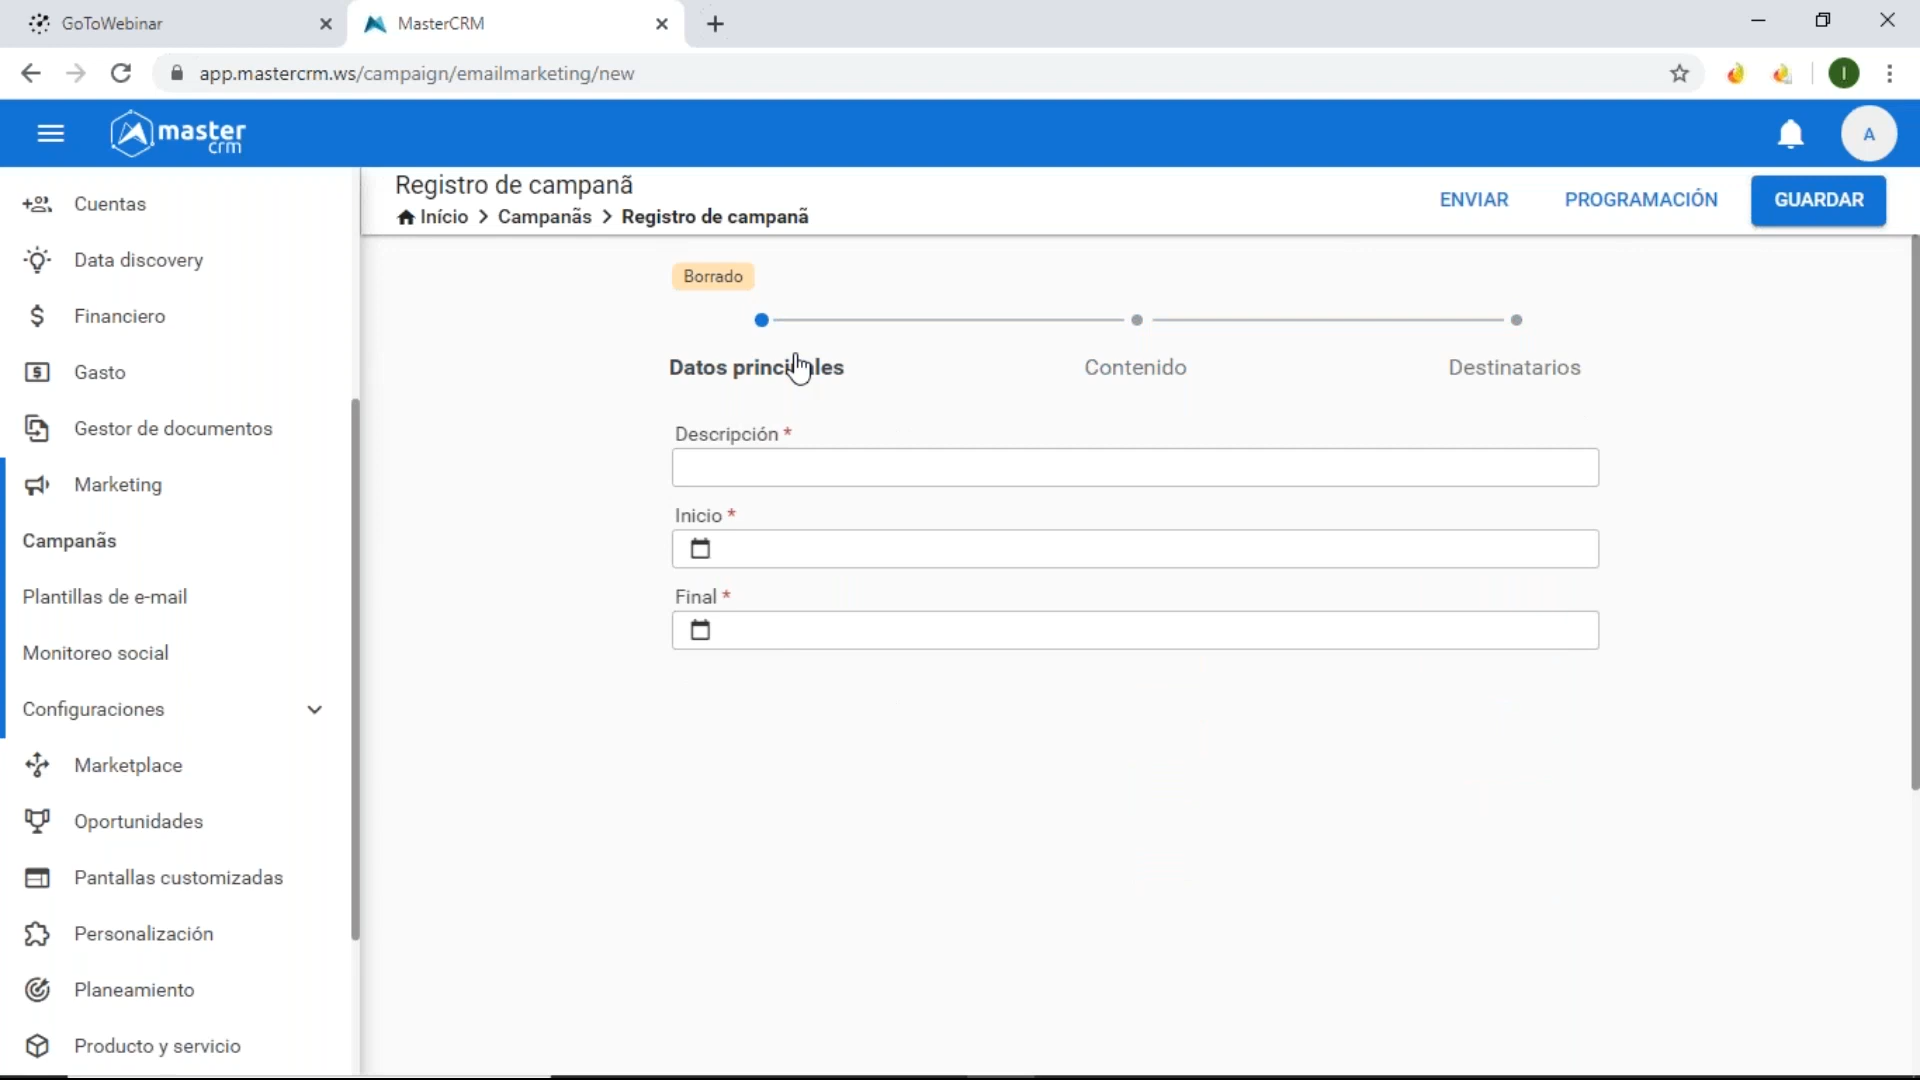 GoToWebinar
MasterCRM
app.mastercrm.ws/campaign/emailmarketing/new
I
master
crm
A
Cuentas
Data discovery
Financiero
Gasto
Gestor de documentos
Marketing
Campanãs
Plantillas de e-mail
Monitoreo social
Configuraciones
Marketplace
Oportunidades
Pantallas customizadas
Personalización
Planeamiento
Producto y servicio
Registro de campanã
Início > Campanãs > Registro de campanã
ENVIAR
PROGRAMACIÓN
GUARDAR
Borrado
Datos principales
Contenido
Destinatarios
Descripción *
Inicio *
Final *